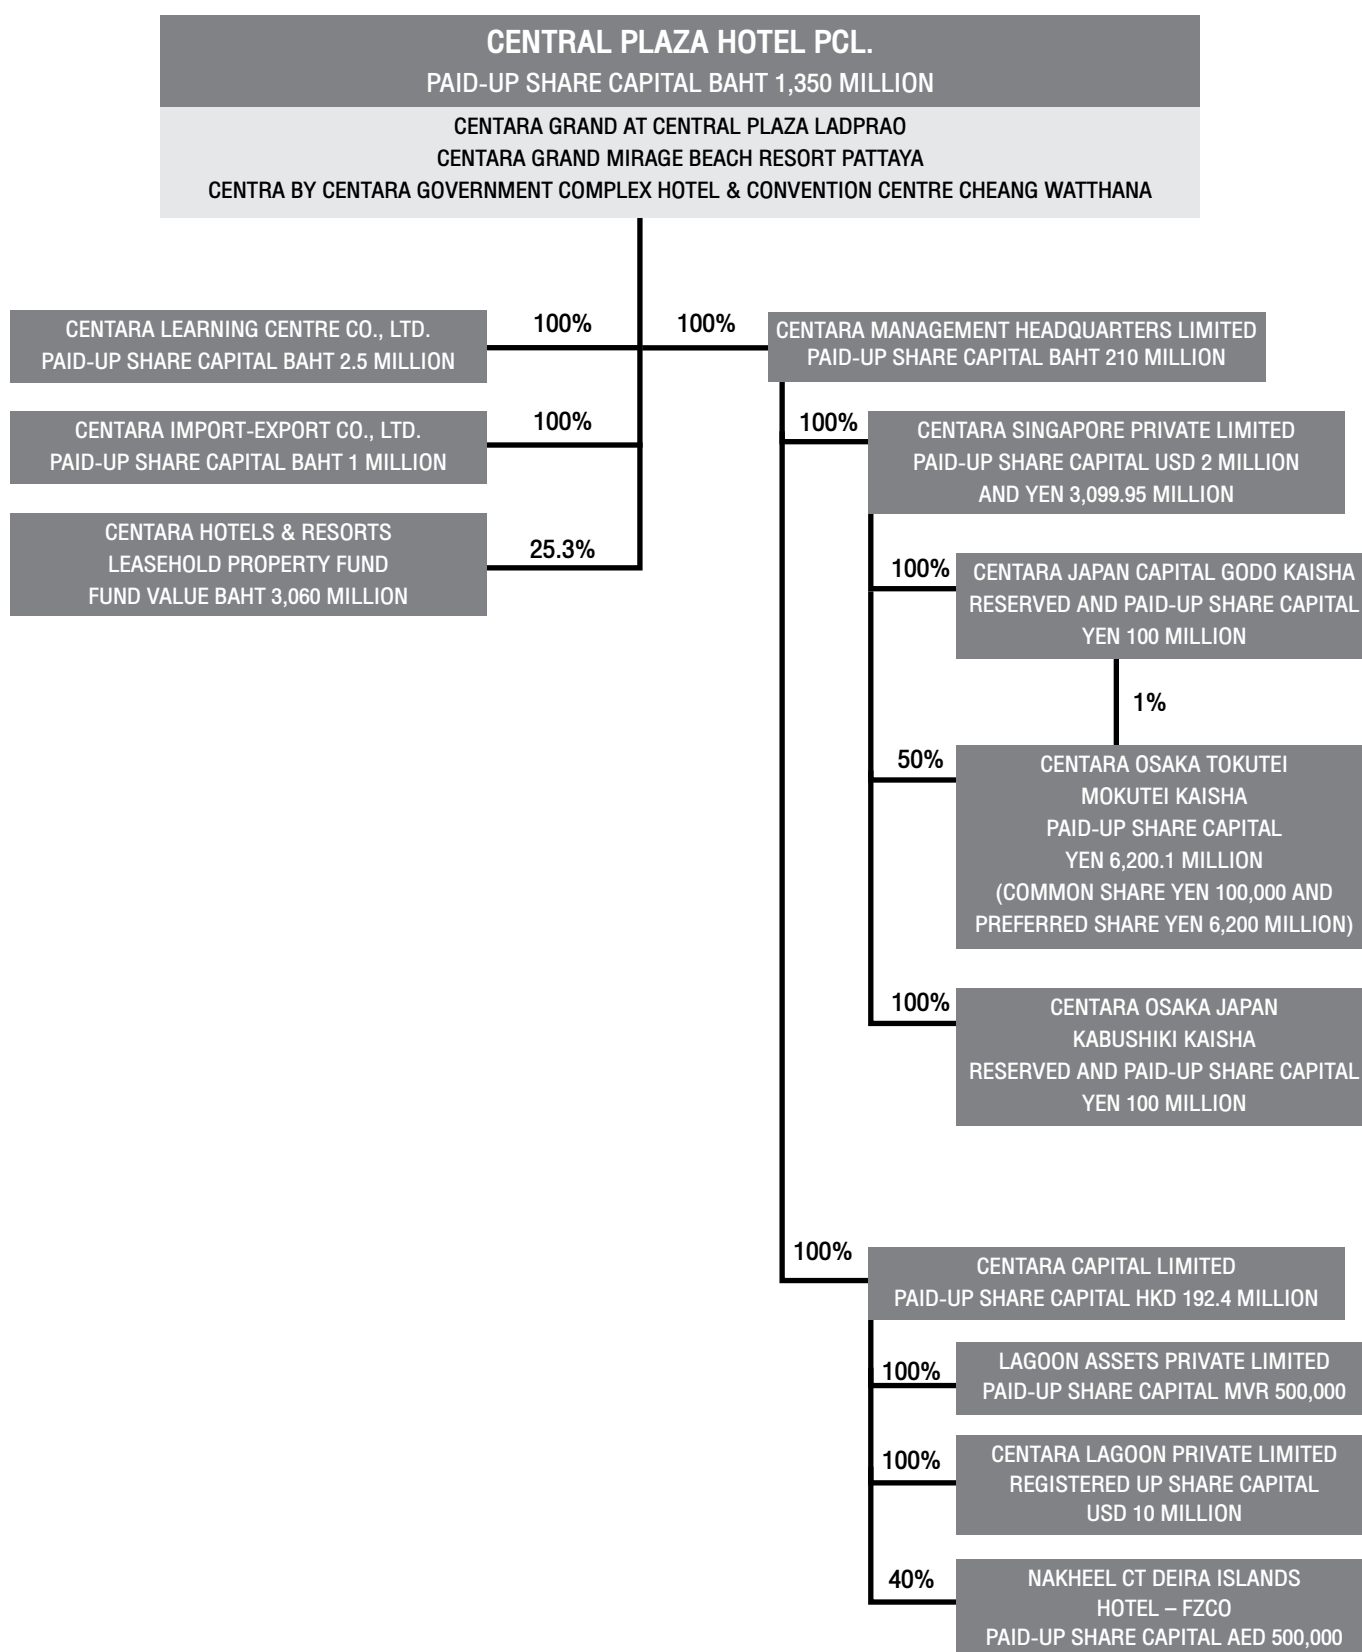 CENTRAL PLAZA HOTEL PCL.
PAID-UP SHARE CAPITAL BAHT 1,350 MILLION
CENTARA GRAND AT CENTRAL PLAZA LADPRAO
CENTARA GRAND MIRAGE BEACH RESORT PATTAYA
CENTRA BY CENTARA GOVERNMENT COMPLEX HOTEL & CONVENTION CENTRE CHEANG WATTHANA
CENTARA LEARNING CENTRE CO., LTD.
PAID-UP SHARE CAPITAL BAHT 2.5 MILLION
100%
100%
CENTARA MANAGEMENT HEADQUARTERS LIMITED
PAID-UP SHARE CAPITAL BAHT 210 MILLION
CENTARA IMPORT-EXPORT CO., LTD.
PAID-UP SHARE CAPITAL BAHT 1 MILLION
100%
CENTARA HOTELS & RESORTS
LEASEHOLD PROPERTY FUND
FUND VALUE BAHT 3,060 MILLION
25.3%
100%
CENTARA SINGAPORE PRIVATE LIMITED
PAID-UP SHARE CAPITAL USD 2 MILLION
AND YEN 3,099.95 MILLION
100%
CENTARA JAPAN CAPITAL GODO KAISHA
RESERVED AND PAID-UP SHARE CAPITAL
YEN 100 MILLION
1%
50%
CENTARA OSAKA TOKUTEI
MOKUTEI KAISHA
PAID-UP SHARE CAPITAL
YEN 6,200.1 MILLION
(COMMON SHARE YEN 100,000 AND
PREFERRED SHARE YEN 6,200 MILLION)
100%
CENTARA OSAKA JAPAN
KABUSHIKI KAISHA
RESERVED AND PAID-UP SHARE CAPITAL
YEN 100 MILLION
100%
CENTARA CAPITAL LIMITED
PAID-UP SHARE CAPITAL HKD 192.4 MILLION
100%
LAGOON ASSETS PRIVATE LIMITED
PAID-UP SHARE CAPITAL MVR 500,000
100%
CENTARA LAGOON PRIVATE LIMITED
REGISTERED UP SHARE CAPITAL
USD 10 MILLION
40%
NAKHEEL CT DEIRA ISLANDS
HOTEL – FZCO
PAID-UP SHARE CAPITAL AED 500,000